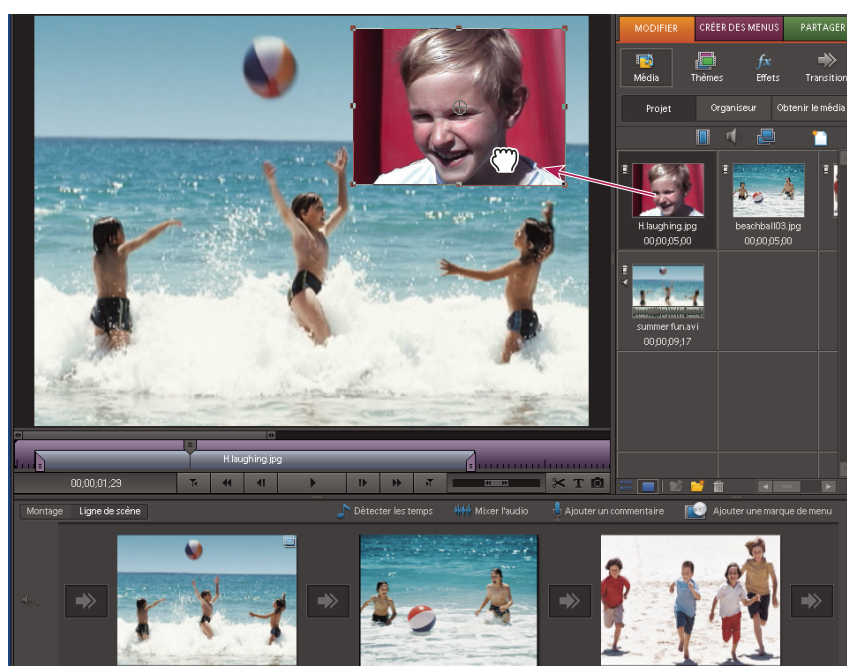 MODIFIER
CRÉER DES MENUS
PARTAGER
Média
Thèmes
fx
Effets
Transition
Projet
Organiseur
Obtenir le média
H.laughing.jpg
00;00;05;00
beachball03.jpg
00;00;05;00
summer fun.avi
00;00;09;17
H.laughing.jpg
00;00;01;29
T
Montage
Ligne de scène
Détecter les temps
Mixer l'audio
Ajouter un commentaire
Ajouter une marque de menu